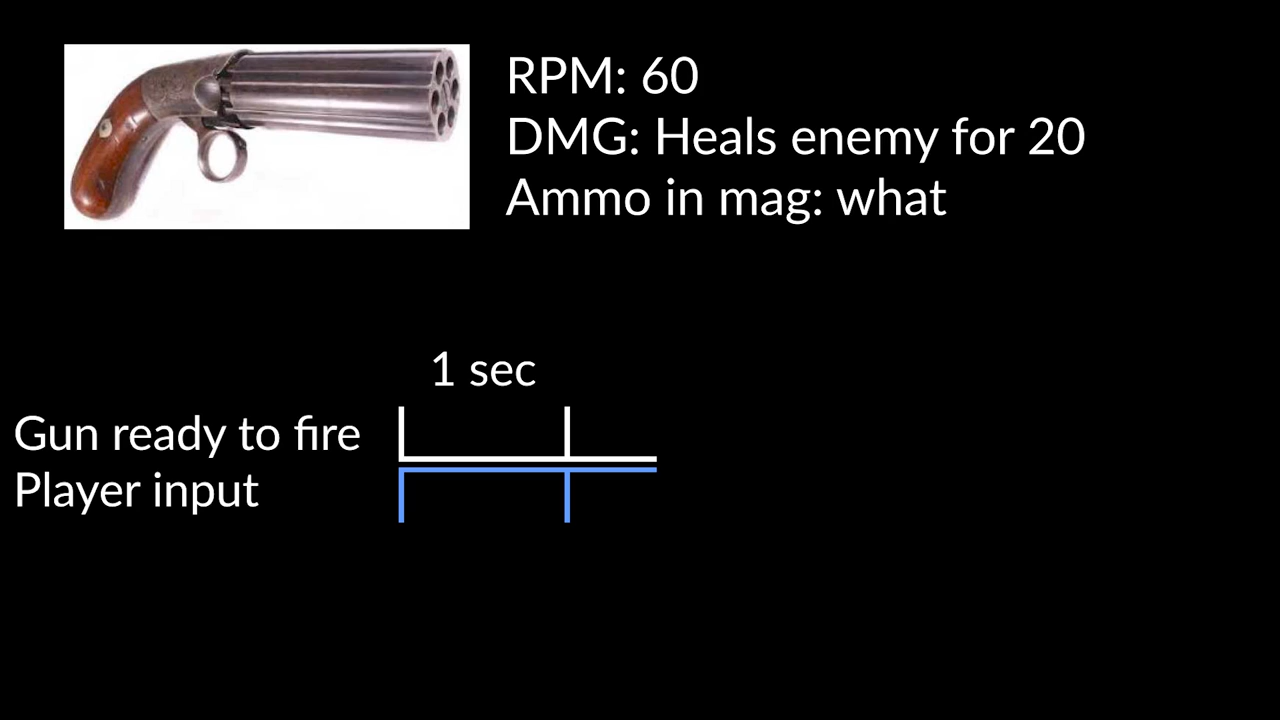 RPM: 60
DMG: Heals enemy for 20
Ammo in mag: what
1 sec
Gun ready to fire
Player input